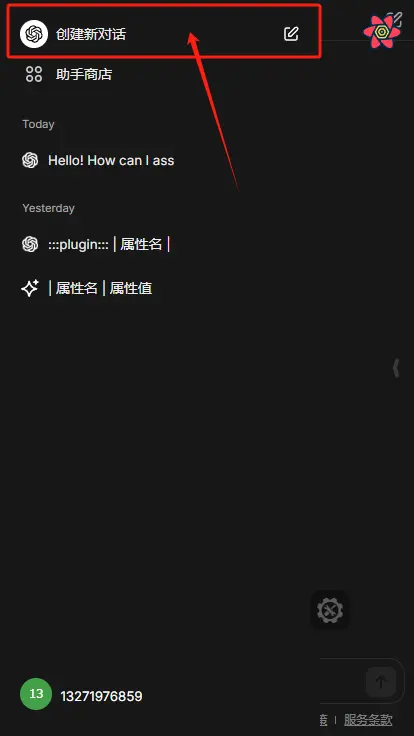 创建新对话
助手商店
Today
Hello! How can I ass
Yesterday
:::plugin::: | 属性名 |
| 属性名 | 属性值
13 13271976859
策 | 服务条款